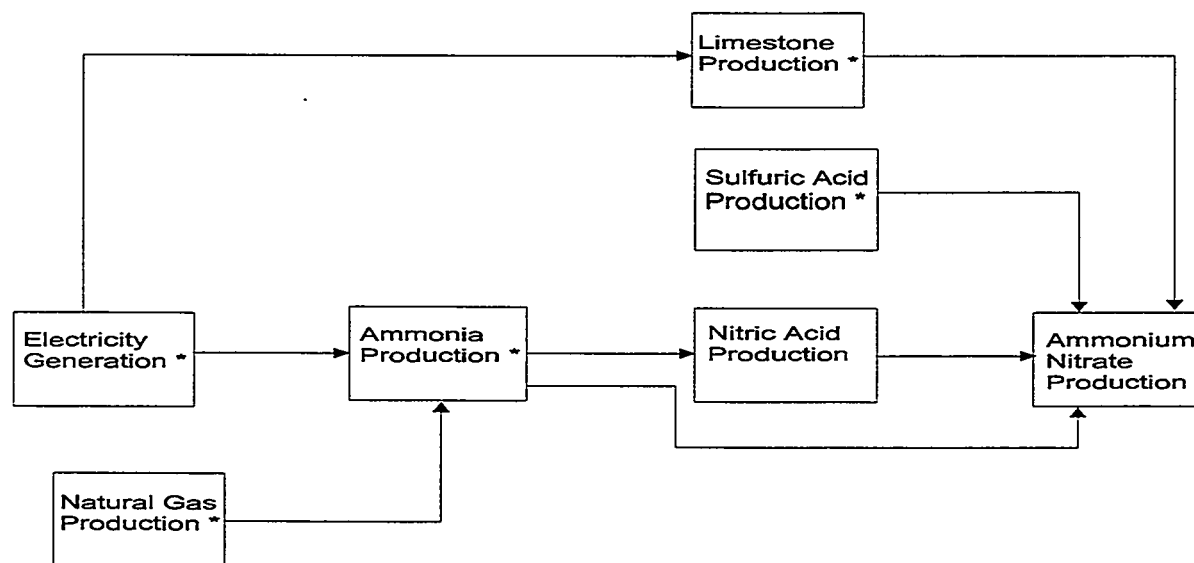 Limestone
Production *
Sulfuric Acid
Production *
Electricity
Generation *
Ammonia
Production *
Nitric Acid
Production
Ammonium
Nitrate
Production
Natural Gas
Production *